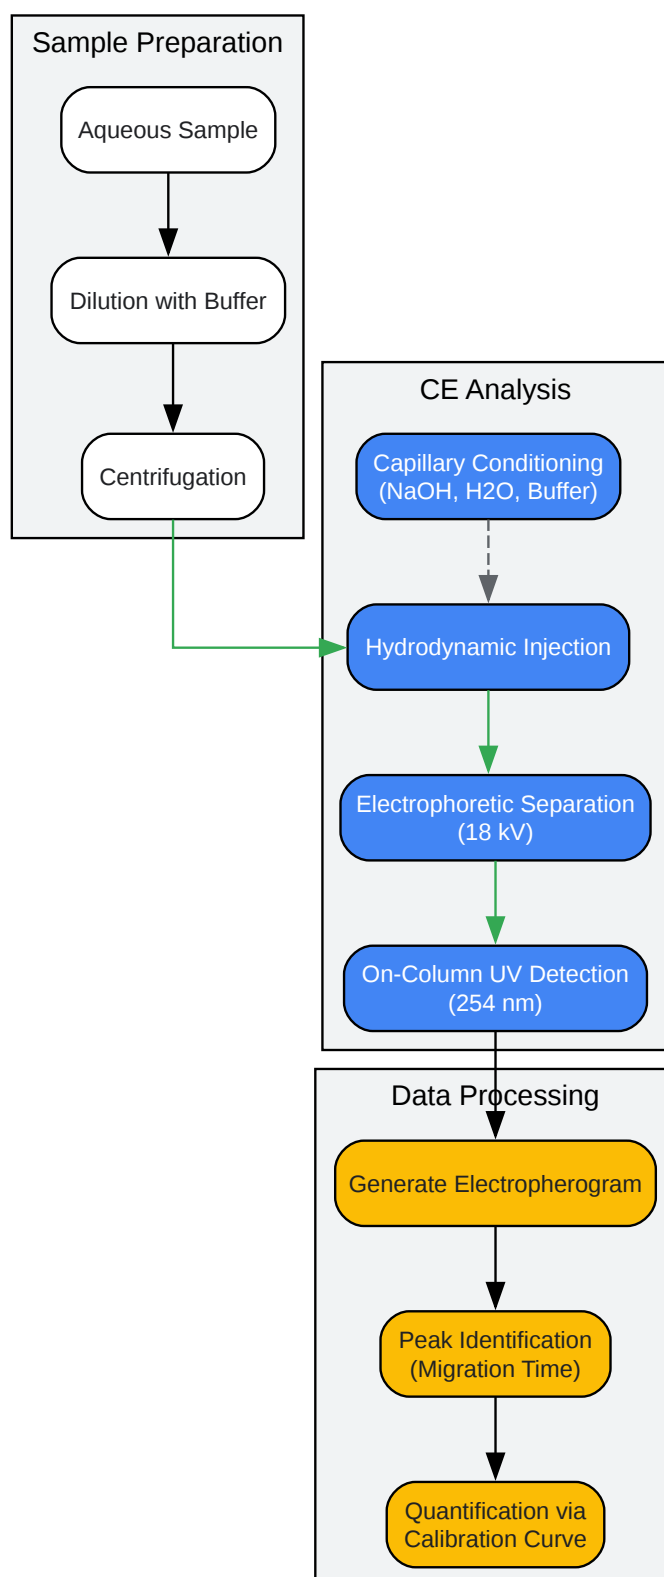 Sample Preparation
Aqueous Sample
Dilution with Buffer
Centrifugation
CE Analysis
Capillary Conditioning
(NaOH, H2O, Buffer)
Hydrodynamic Injection
Electrophoretic Separation
(18 kV)
On-Column UV Detection
(254 nm)
Data Processing
Generate Electropherogram
Peak Identification
(Migration Time)
Quantification via
Calibration Curve